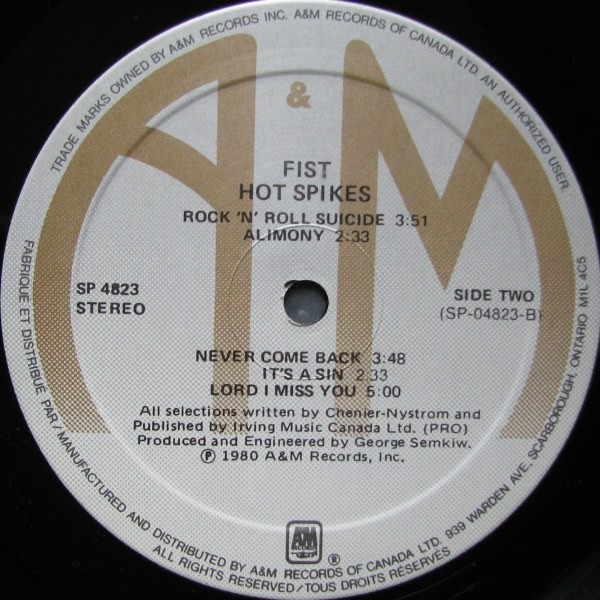 TRADE MARKS OWNED BY A&M RECORDS INC. A&M RECORDS OF CANADA LTD. AN AUTHORIZED USER.
A&M
FIST
HOT SPIKES
ROCK 'N' ROLL SUICIDE 3:51
ALIMONY 2:33
SP 4823
STEREO
SIDE TWO
(SP-04823-B)
NEVER COME BACK 3:48
IT'S A SIN 2:33
LORD I MISS YOU 5:00
All selections written by Chenier-Nystrom and
Published by Irving Music Canada Ltd. (PRO)
Produced and Engineered by George Semkiw.
℗ 1980 A&M Records, Inc.
A&M
RECORDS
®
FABRIQUÉ ET DISTRIBUÉ PAR/MANUFACTURED AND DISTRIBUTED BY A&M RECORDS OF CANADA LTD. 939 WARDEN AVE. SCARBOROUGH, ONTARIO M1L 4C5
ALL RIGHTS RESERVED/TOUS DROITS RÉSERVÉS